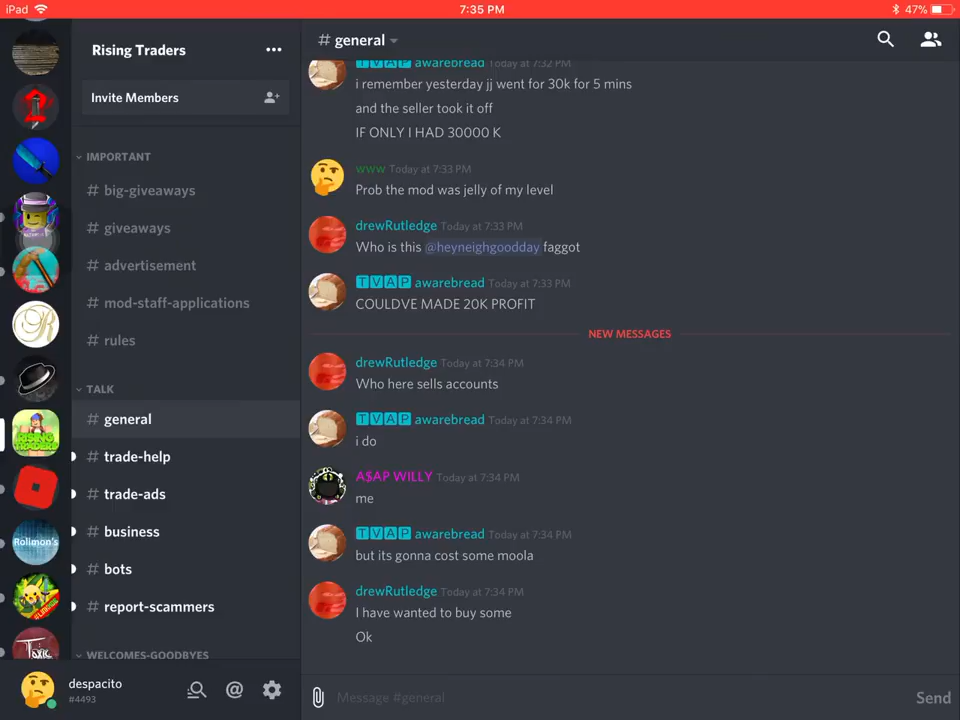 iPad
7:35 PM
47%
Rising Traders
Invite Members
IMPORTANT
# big-giveaways
# giveaways
# advertisement
# mod-staff-applications
# rules
TALK
# general
# trade-help
# trade-ads
# business
# bots
# report-scammers
WELCOMES-GOODBYES
despacito
#4493
Rolimon's
RISING
TRADERS
TOXIC
# general
🆃🆅🅰🅿 awarebread Today at 7:32 PM
i remember yesterday jj went for 30k for 5 mins
and the seller took it off
IF ONLY I HAD 30000 K
www Today at 7:33 PM
Prob the mod was jelly of my level
drewRutledge Today at 7:33 PM
Who is this @heyneighgoodday faggot
🆃🆅🅰🅿 awarebread Today at 7:33 PM
COULDVE MADE 20K PROFIT
NEW MESSAGES
drewRutledge Today at 7:34 PM
Who here sells accounts
🆃🆅🅰🅿 awarebread Today at 7:34 PM
i do
A$AP WILLY Today at 7:34 PM
me
🆃🆅🅰🅿 awarebread Today at 7:34 PM
but its gonna cost some moola
drewRutledge Today at 7:34 PM
I have wanted to buy some
Ok
Message #general
Send